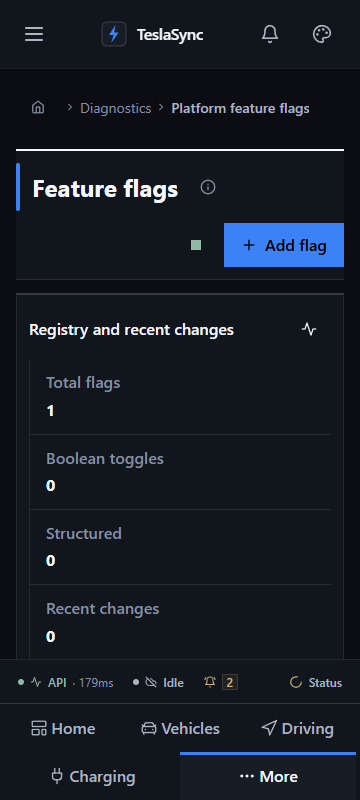 TeslaSync
Diagnostics > Platform feature flags
Feature flags
+ Add flag
Registry and recent changes
Total flags
1
Boolean toggles
0
Structured
0
Recent changes
0
API · 179ms Idle 2 Status
Home Vehicles Driving
Charging More